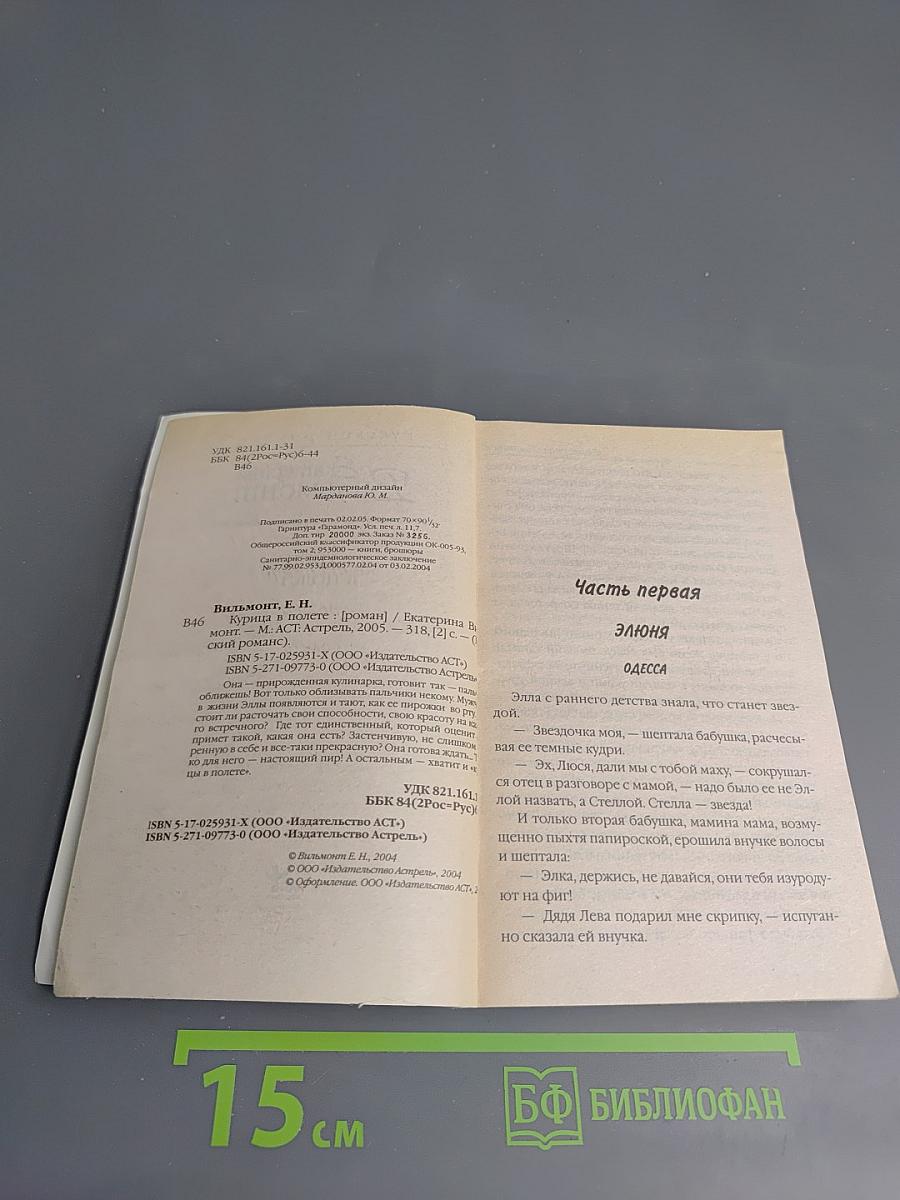 УДК 821.161.1-31
ББК 84(2Рос=Рус)6-44
В46
Компьютерный дизайн
Марданова Ю. М.
Подписано в печать 02.02.05. Формат 70×90 1/32.
Гарнитура «Гарамонд». Усл. печ. л. 11,7.
Доп. тир 20000 экз. Заказ № 3256.
Общероссийский классификатор продукции ОК-005-93,
том 2; 953000 — книги, брошюры
Санитарно-эпидемиологическое заключение
№ 77.99.02.953.Д.000577.02.04 от 03.02.2004
Вильмонт, Е. Н.
В46 Курица в полете : [роман] / Екатерина
монт. — М.: АСТ: Астрель, 2005. — 318, [2] с. —
ский романс).
ISBN 5-17-025931-X (ООО «Издательство АСТ»)
ISBN 5-271-09773-0 (ООО «Издательство Астрель»
Она — прирожденная кулинарка, готовит так —
оближешь! Вот только облизывать пальчики некому.
в жизни Эллы появляются и тают, как ее пирожки во рту
стоит ли расточать свои способности, свою красоту на
го встречного? Где тот единственный, который оценит
примет такой, какая она есть? Застенчивую, не слишком
ренную в себе и все-таки прекрасную? Она готова ждать...
ко для него — настоящий пир! А остальным — хватит и
цы в полете».
УДК 821.161.
ББК 84(2Рос=Рус)
ISBN 5-17-025931-X (ООО «Издательство АСТ»)
ISBN 5-271-09773-0 (ООО «Издательство Астрель»)
© Вильмонт Е. Н., 2004
© ООО «Издательство Астрель», 2004
© Оформление. ООО «Издательство АСТ»,
Часть первая
ЭЛЮНЯ
ОДЕССА
Элла с раннего детства знала, что станет звез-
дой.
— Звездочка моя, — шептала бабушка, расчесы-
вая ее темные кудри.
— Эх, Люся, дали мы с тобой маху, — сокрушал-
ся отец в разговоре с мамой, — надо было ее не Эл-
лой назвать, а Стеллой. Стелла — звезда!
И только вторая бабушка, мамина мама, возму-
щенно пыхтя папироской, ерошила внучке волосы
и шептала:
— Элка, держись, не давайся, они тебя изуроду-
ют на фиг!
— Дядя Лева подарил мне скрипку, — испуган-
но сказала ей внучка.
15 см
БФ БИБЛИОФАН